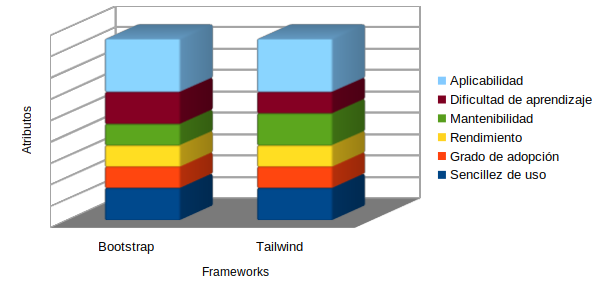 Atributos
Aplicabilidad
Dificultad de aprendizaje
Mantenibilidad
Rendimiento
Grado de adopción
Sencillez de uso
Bootstrap
Tailwind
Frameworks